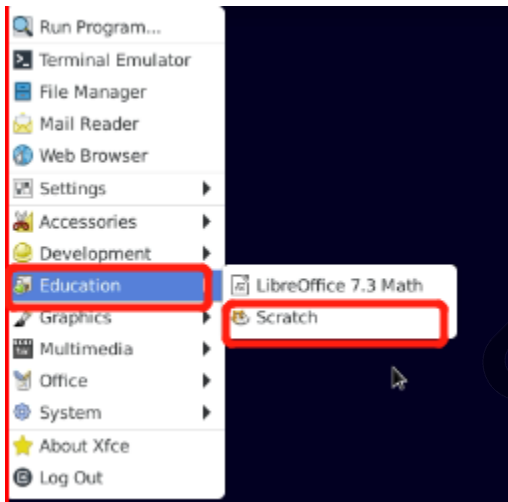 Run Program...
Terminal Emulator
File Manager
Mail Reader
Web Browser
Settings
Accessories
Development
Education
LibreOffice 7.3 Math
Graphics
Scratch
Multimedia
Office
System
About Xfce
Log Out